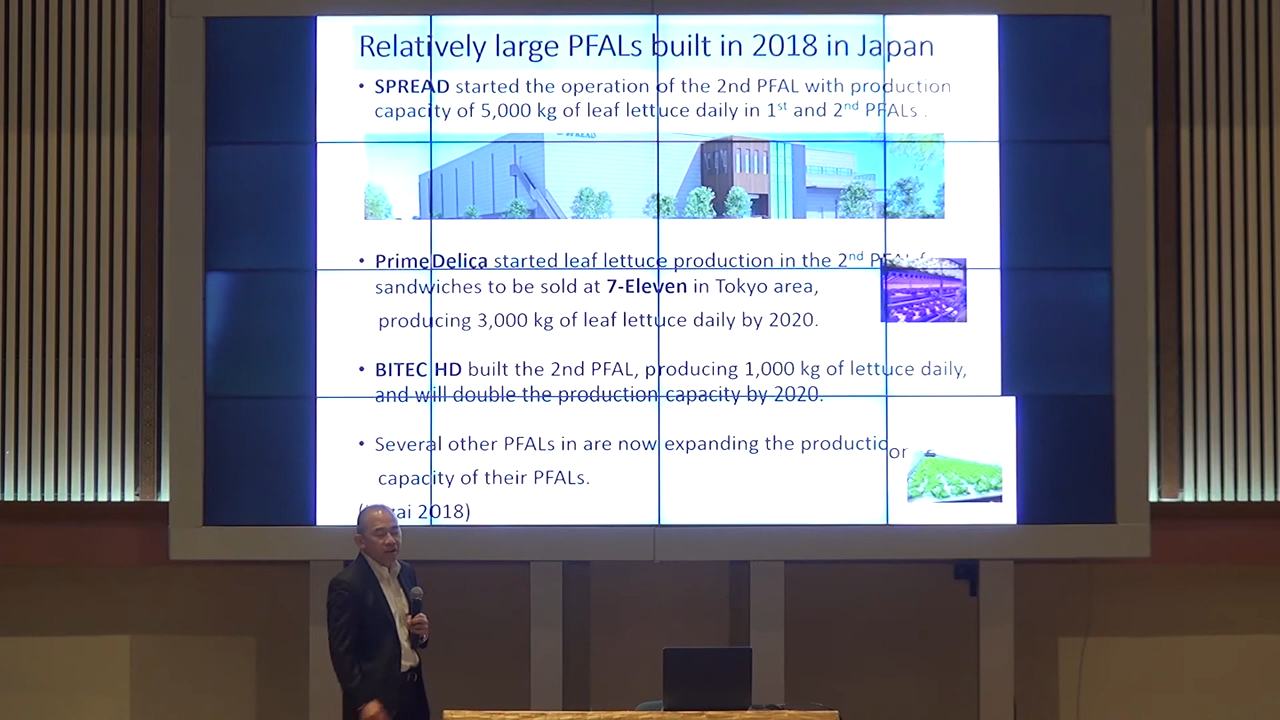 Relatively large PFALs built in 2018 in Japan
• SPREAD started the operation of the 2nd PFAL with production
capacity of 5,000 kg of leaf lettuce daily in 1st and 2nd PFALs .
SPREAD
• PrimeDelica started leaf lettuce production in the 2nd PFAL
sandwiches to be sold at 7-Eleven in Tokyo area,
producing 3,000 kg of leaf lettuce daily by 2020.
• BITEC HD built the 2nd PFAL, producing 1,000 kg of lettuce daily,
and will double the production capacity by 2020.
• Several other PFALs in are now expanding the production
capacity of their PFALs.
2018)